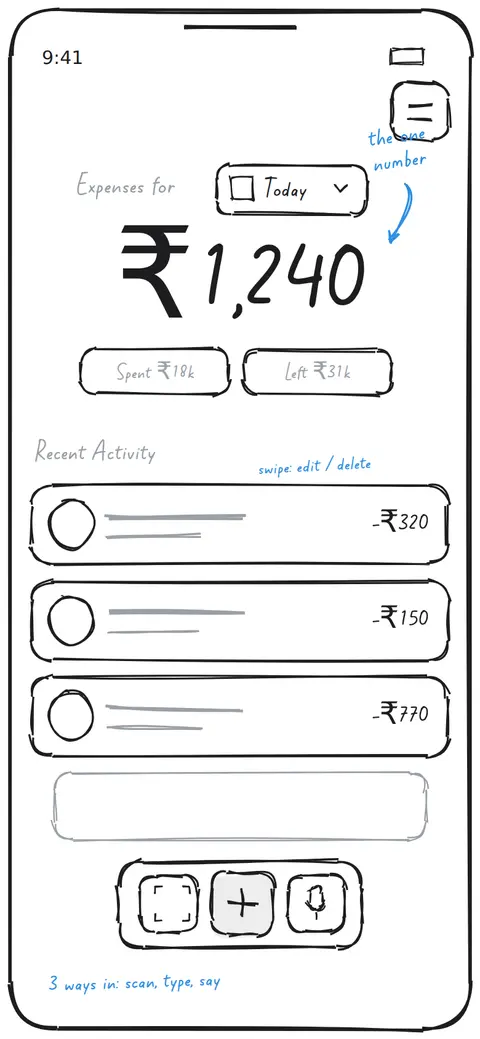 9:41
the one
number
Expenses for
Today
₹1,240
Spent ₹18k
Left ₹31k
Recent Activity
swipe: edit / delete
-₹320
-₹150
-₹770
3 ways in: scan, type, say